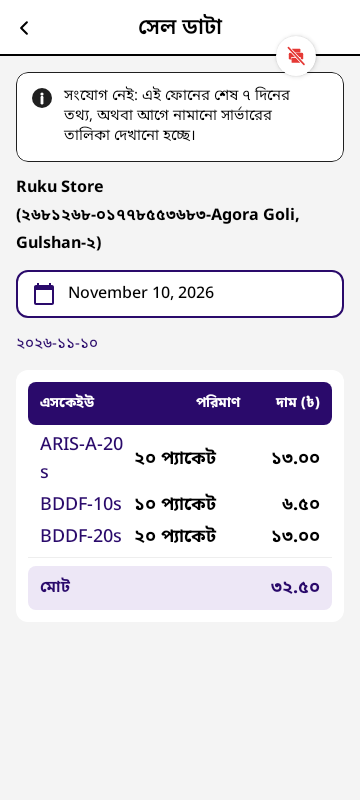 সেল ডাটা
সংযোগ নেই: এই ফোনের শেষ ৭ দিনের
তথ্য, অথবা আগে নামানো সার্ভারের
তালিকা দেখানো হচ্ছে।
Ruku Store
(২৬৮১২৬৮-০১৭৭৮৫৫৩৬৮৩-Agora Goli,
Gulshan-২)
November 10, 2026
২০২৬-১১-১০
এসকেইউ পরিমাণ দাম (৳)
ARIS-A-20
s ২০ প্যাকেট ১৩.০০
BDDF-10s ১০ প্যাকেট ৬.৫০
BDDF-20s ২০ প্যাকেট ১৩.০০
মোট ৩২.৫০